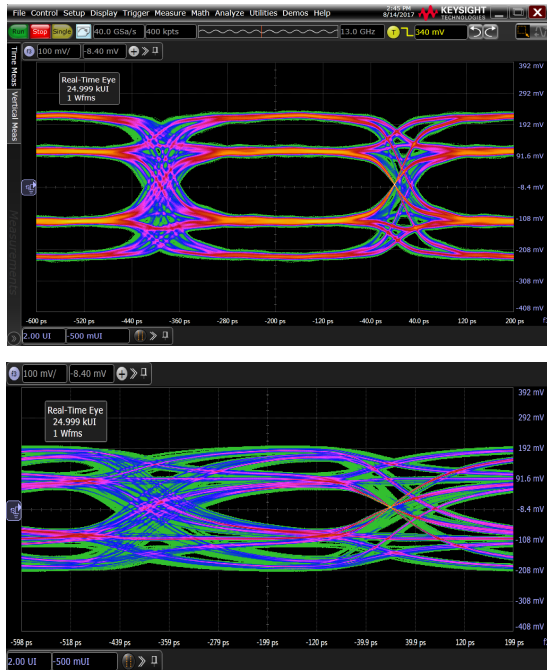 File Control Setup Display Trigger Measure Math Analyze Utilities Demos Help
2:45 PM
8/14/2017
KEYSIGHT
TECHNOLOGIES
Run Stop Single 40.0 GSa/s 400 kpts 13.0 GHz T 340 mV
Time Meas
Vertical Meas
Measurements
100 mV/ -8.40 mV
Real-Time Eye
24.999 kUI
1 Wfms
392 mV
292 mV
192 mV
91.6 mV
-8.4 mV
-108 mV
-208 mV
-308 mV
-408 mV
-600 ps -520 ps -440 ps -360 ps -280 ps -200 ps -120 ps -40.0 ps 40.0 ps 120 ps 200 ps
2.00 UI -500 mUI
100 mV/ -8.40 mV
Real-Time Eye
24.999 kUI
1 Wfms
392 mV
292 mV
192 mV
91.6 mV
-8.4 mV
-108 mV
-208 mV
-308 mV
-408 mV
-598 ps -518 ps -439 ps -359 ps -279 ps -199 ps -120 ps -39.9 ps 39.9 ps 120 ps 199 ps
2.00 UI -500 mUI